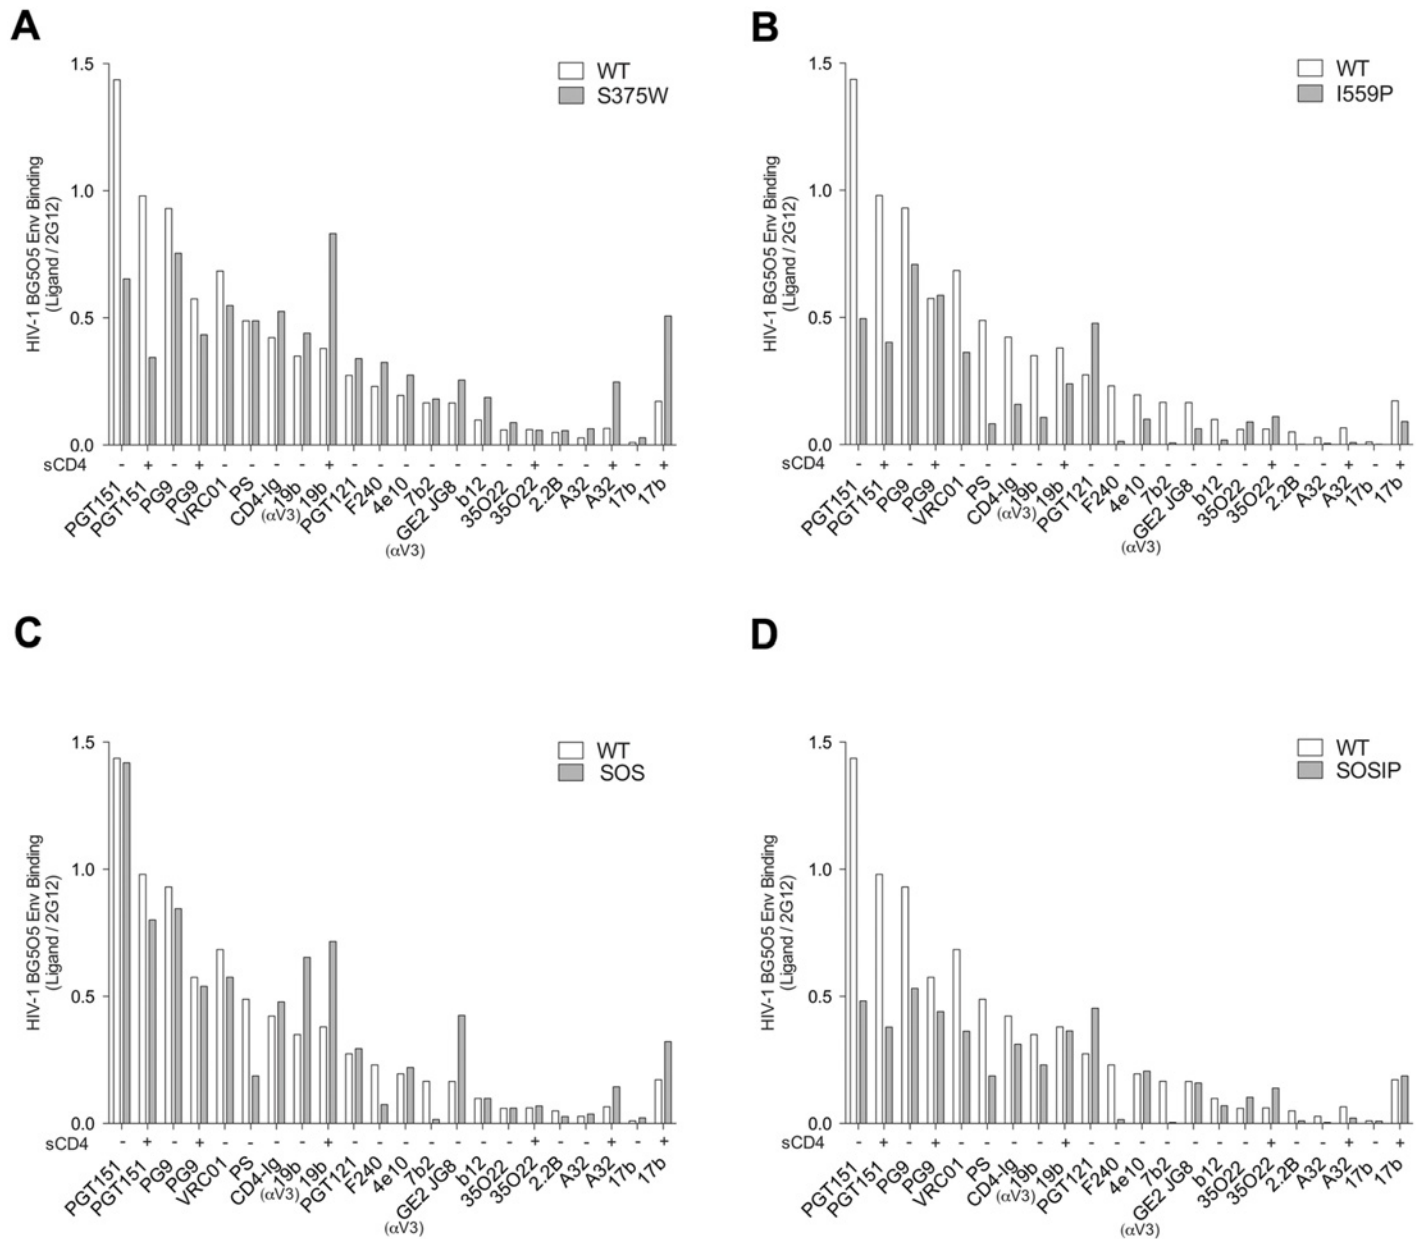 A
HIV-1 BG5O5 Env Binding
(Ligand / 2G12)
1.5
1.0
0.5
0.0
WT
S375W
sCD4 - + - + - - - - + - - - - - - - + - - + - +
PGT151 PGT151 PG9 PG9 VRC01 PS CD4-Ig 19b 19b PGT121 F240 4e10 7b2 GE2 JG8 b12 35O22 35O22 2.2B A32 A32 17b 17b
(αV3)
(αV3)
B
HIV-1 BG5O5 Env Binding
(Ligand / 2G12)
1.5
1.0
0.5
0.0
WT
I559P
sCD4 - + - + - - - - + - - - - - - - + - - + - +
PGT151 PGT151 PG9 PG9 VRC01 PS CD4-Ig 19b 19b PGT121 F240 4e10 7b2 GE2 JG8 b12 35O22 35O22 2.2B A32 A32 17b 17b
(αV3)
(αV3)
C
HIV-1 BG5O5 Env Binding
(Ligand / 2G12)
1.5
1.0
0.5
0.0
WT
SOS
sCD4 - + - + - - - - + - - - - - - - + - - + - +
PGT151 PGT151 PG9 PG9 VRC01 PS CD4-Ig 19b 19b PGT121 F240 4e10 7b2 GE2 JG8 b12 35O22 35O22 2.2B A32 A32 17b 17b
(αV3)
(αV3)
D
HIV-1 BG5O5 Env Binding
(Ligand / 2G12)
1.5
1.0
0.5
0.0
WT
SOSIP
sCD4 - + - + - - - - + - - - - - - - + - - + - +
PGT151 PGT151 PG9 PG9 VRC01 PS CD4-Ig 19b 19b PGT121 F240 4e10 7b2 GE2 JG8 b12 35O22 35O22 2.2B A32 A32 17b 17b
(αV3)
(αV3)